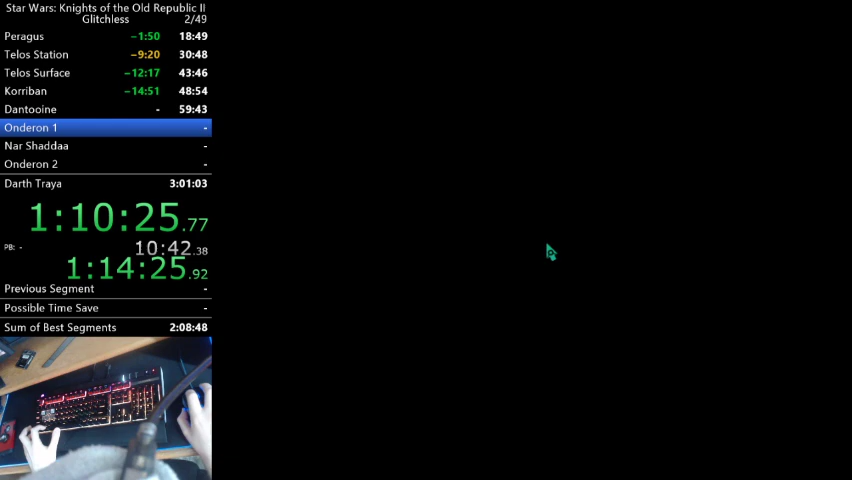 Star Wars: Knights of the Old Republic II
Glitchless 2/49
Peragus −1:50 18:49
Telos Station −9:20 30:48
Telos Surface −12:17 43:46
Korriban −14:51 48:54
Dantooine - 59:43
Onderon 1 -
Nar Shaddaa -
Onderon 2 -
Darth Traya 3:01:03
1:10:25.77
PB: - 10:42.38
1:14:25.92
Previous Segment -
Possible Time Save -
Sum of Best Segments 2:08:48